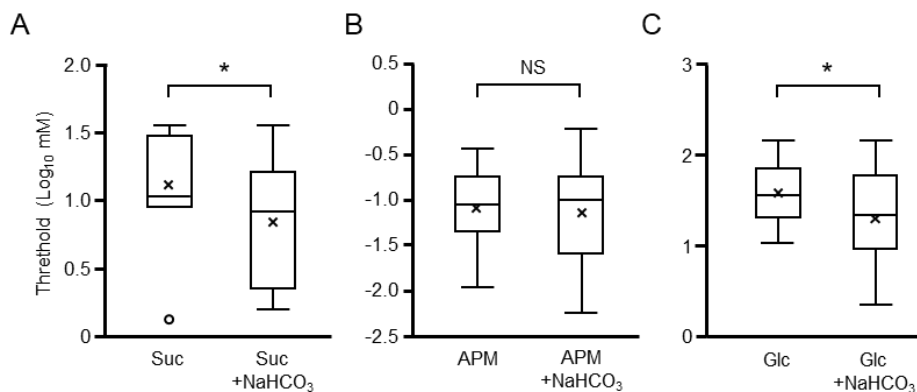 A
B
C
Threthold (Log₁₀ mM)
2.0
1.5
1.0
0.5
0
*
Suc
Suc
+NaHCO₃
0.5
0
-0.5
-1.0
-1.5
-2.0
-2.5
NS
APM
APM
+NaHCO₃
3
2
1
0
*
Glc
Glc
+NaHCO₃